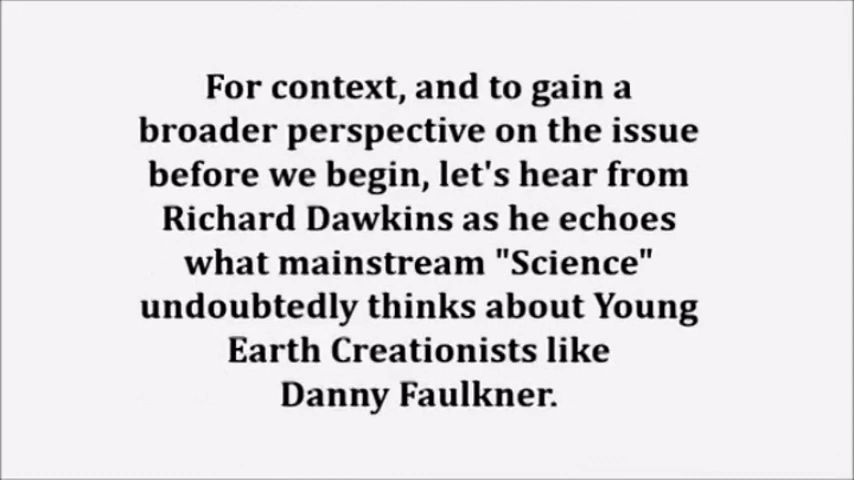 For context, and to gain a
broader perspective on the issue
before we begin, let's hear from
Richard Dawkins as he echoes
what mainstream "Science"
undoubtedly thinks about Young
Earth Creationists like
Danny Faulkner.